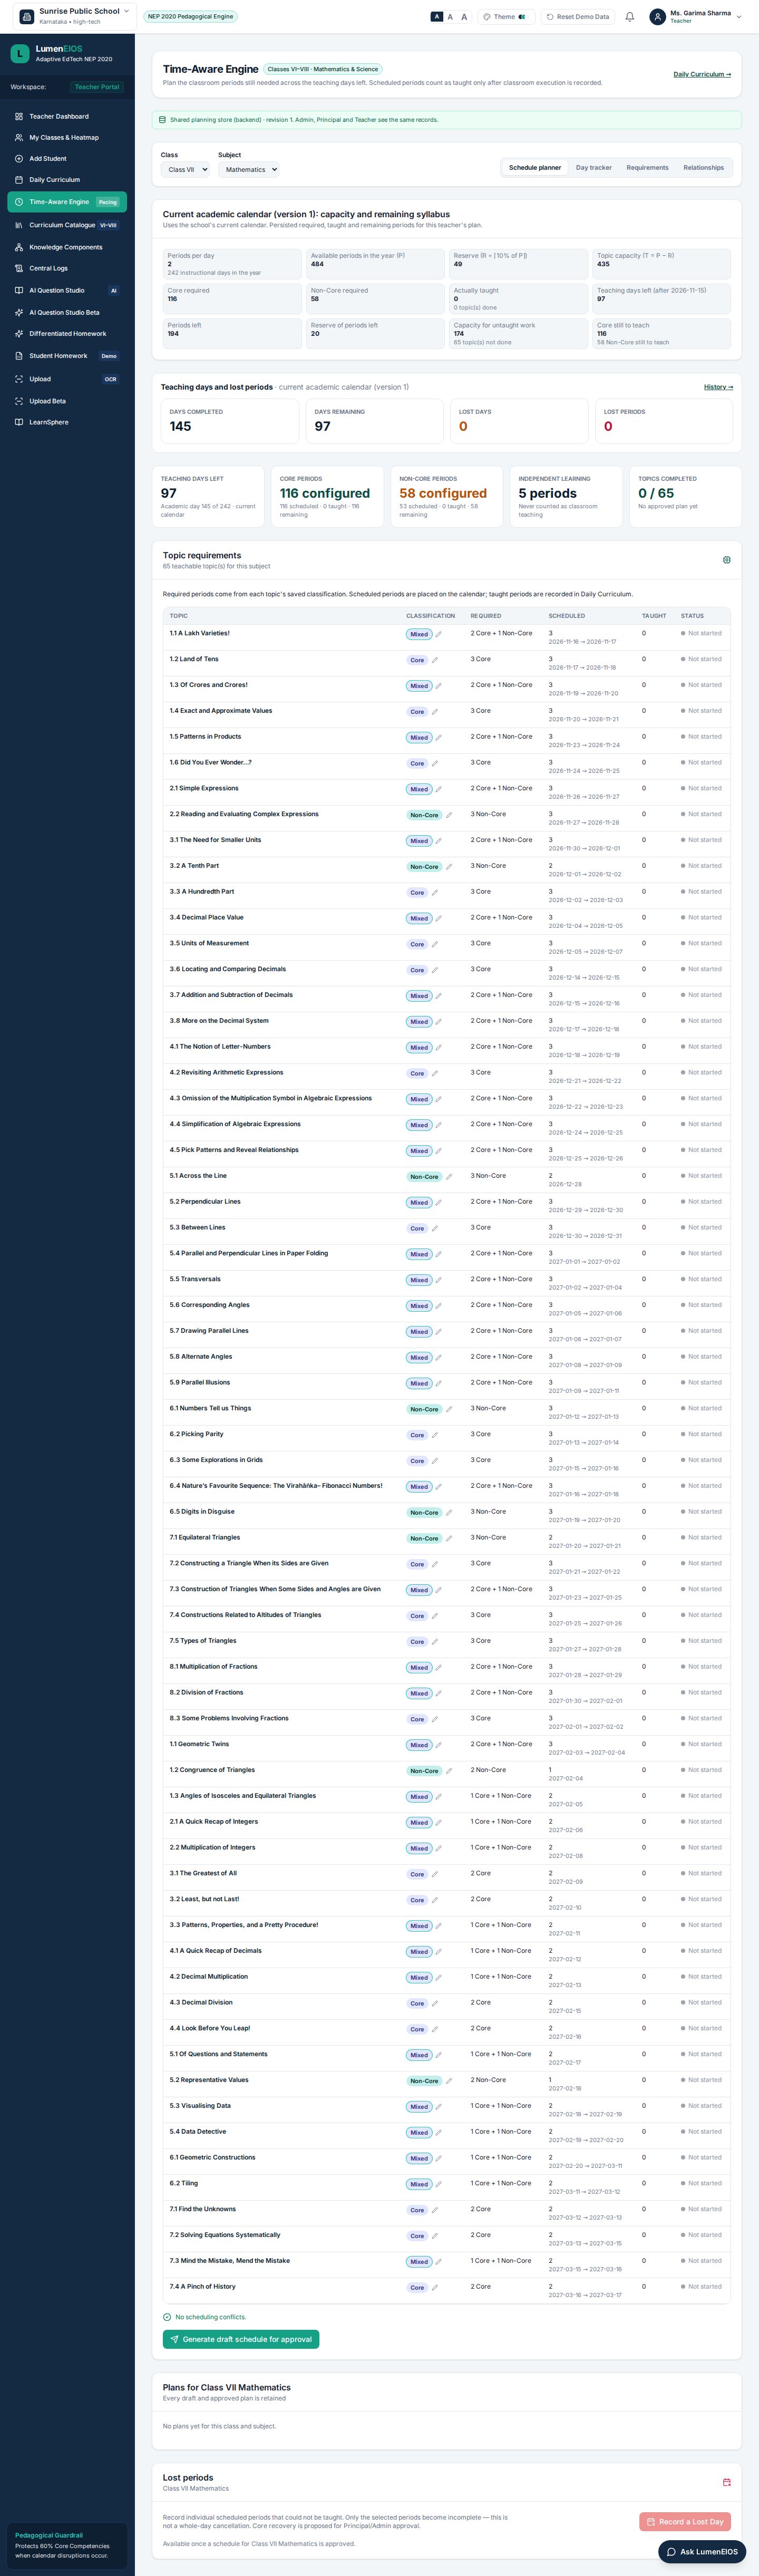 Sunrise Public School
Karnataka • high-tech
NEP 2020 Pedagogical Engine
A A A
Theme
Reset Demo Data
Ms. Garima Sharma
Teacher
L
LumenEIOS
Adaptive EdTech NEP 2020
Workspace: Teacher Portal
Teacher Dashboard
My Classes & Heatmap
Add Student
Daily Curriculum
Time-Aware Engine Pacing
Curriculum Catalogue VI-VIII
Knowledge Components
Central Logs
AI Question Studio AI
AI Question Studio Beta
Differentiated Homework
Student Homework Demo
Upload OCR
Upload Beta
LearnSphere
Pedagogical Guardrail
Protects 60% Core Competencies
when calendar disruptions occur.
Time-Aware Engine Classes VI–VIII · Mathematics & Science
Plan the classroom periods still needed across the teaching days left. Scheduled periods count as taught only after classroom execution is recorded.
Daily Curriculum →
Shared planning store (backend) · revision 1. Admin, Principal and Teacher see the same records.
Class Subject
Class VII Mathematics
Schedule planner Day tracker Requirements Relationships
Current academic calendar (version 1): capacity and remaining syllabus
Uses the school's current calendar. Persisted required, taught and remaining periods for this teacher's plan.
Periods per day
2
242 instructional days in the year
Available periods in the year (P)
484
Reserve (R = ⌈10% of P⌉)
49
Topic capacity (T = P − R)
435
Core required
116
Non-Core required
58
Actually taught
0
0 topic(s) done
Teaching days left (after 2026-11-15)
97
Periods left
194
Reserve of periods left
20
Capacity for untaught work
174
65 topic(s) not done
Core still to teach
116
58 Non-Core still to teach
Teaching days and lost periods · current academic calendar (version 1)
History →
DAYS COMPLETED
145
DAYS REMAINING
97
LOST DAYS
0
LOST PERIODS
0
TEACHING DAYS LEFT
97
Academic day 145 of 242 · current
calendar
CORE PERIODS
116 configured
116 scheduled · 0 taught · 116
remaining
NON-CORE PERIODS
58 configured
53 scheduled · 0 taught · 58
remaining
INDEPENDENT LEARNING
5 periods
Never counted as classroom
teaching
TOPICS COMPLETED
0 / 65
No approved plan yet
Topic requirements
65 teachable topic(s) for this subject
Required periods come from each topic's saved classification. Scheduled periods are placed on the calendar; taught periods are recorded in Daily Curriculum.
TOPIC CLASSIFICATION REQUIRED SCHEDULED TAUGHT STATUS
1.1 A Lakh Varieties! Mixed 2 Core + 1 Non-Core 3 0 Not started
2026-11-16 → 2026-11-17
1.2 Land of Tens Core 3 Core 3 0 Not started
2026-11-17 → 2026-11-18
1.3 Of Crores and Crores! Mixed 2 Core + 1 Non-Core 3 0 Not started
2026-11-19 → 2026-11-20
1.4 Exact and Approximate Values Core 3 Core 3 0 Not started
2026-11-20 → 2026-11-21
1.5 Patterns in Products Mixed 2 Core + 1 Non-Core 3 0 Not started
2026-11-23 → 2026-11-24
1.6 Did You Ever Wonder...? Core 3 Core 3 0 Not started
2026-11-24 → 2026-11-25
2.1 Simple Expressions Mixed 2 Core + 1 Non-Core 3 0 Not started
2026-11-26 → 2026-11-27
2.2 Reading and Evaluating Complex Expressions Non-Core 3 Non-Core 3 0 Not started
2026-11-27 → 2026-11-28
3.1 The Need for Smaller Units Mixed 2 Core + 1 Non-Core 3 0 Not started
2026-11-30 → 2026-12-01
3.2 A Tenth Part Non-Core 3 Non-Core 2 0 Not started
2026-12-01 → 2026-12-02
3.3 A Hundredth Part Core 3 Core 3 0 Not started
2026-12-02 → 2026-12-03
3.4 Decimal Place Value Mixed 2 Core + 1 Non-Core 3 0 Not started
2026-12-04 → 2026-12-05
3.5 Units of Measurement Core 3 Core 3 0 Not started
2026-12-05 → 2026-12-07
3.6 Locating and Comparing Decimals Core 3 Core 3 0 Not started
2026-12-14 → 2026-12-15
3.7 Addition and Subtraction of Decimals Mixed 2 Core + 1 Non-Core 3 0 Not started
2026-12-15 → 2026-12-16
3.8 More on the Decimal System Mixed 2 Core + 1 Non-Core 3 0 Not started
2026-12-17 → 2026-12-18
4.1 The Notion of Letter-Numbers Mixed 2 Core + 1 Non-Core 3 0 Not started
2026-12-18 → 2026-12-19
4.2 Revisiting Arithmetic Expressions Core 3 Core 3 0 Not started
2026-12-21 → 2026-12-22
4.3 Omission of the Multiplication Symbol in Algebraic Expressions Mixed 2 Core + 1 Non-Core 3 0 Not started
2026-12-22 → 2026-12-23
4.4 Simplification of Algebraic Expressions Mixed 2 Core + 1 Non-Core 3 0 Not started
2026-12-24 → 2026-12-25
4.5 Pick Patterns and Reveal Relationships Mixed 2 Core + 1 Non-Core 3 0 Not started
2026-12-25 → 2026-12-26
5.1 Across the Line Non-Core 3 Non-Core 2 0 Not started
2026-12-28
5.2 Perpendicular Lines Mixed 2 Core + 1 Non-Core 3 0 Not started
2026-12-29 → 2026-12-30
5.3 Between Lines Core 3 Core 3 0 Not started
2026-12-30 → 2026-12-31
5.4 Parallel and Perpendicular Lines in Paper Folding Mixed 2 Core + 1 Non-Core 3 0 Not started
2027-01-01 → 2027-01-02
5.5 Transversals Mixed 2 Core + 1 Non-Core 3 0 Not started
2027-01-02 → 2027-01-04
5.6 Corresponding Angles Mixed 2 Core + 1 Non-Core 3 0 Not started
2027-01-05 → 2027-01-06
5.7 Drawing Parallel Lines Mixed 2 Core + 1 Non-Core 3 0 Not started
2027-01-06 → 2027-01-07
5.8 Alternate Angles Mixed 2 Core + 1 Non-Core 3 0 Not started
2027-01-08 → 2027-01-09
5.9 Parallel Illusions Mixed 2 Core + 1 Non-Core 3 0 Not started
2027-01-09 → 2027-01-11
6.1 Numbers Tell us Things Non-Core 3 Non-Core 3 0 Not started
2027-01-12 → 2027-01-13
6.2 Picking Parity Core 3 Core 3 0 Not started
2027-01-13 → 2027-01-14
6.3 Some Explorations in Grids Core 3 Core 3 0 Not started
2027-01-15 → 2027-01-16
6.4 Nature's Favourite Sequence: The Virahāṅka– Fibonacci Numbers! Mixed 2 Core + 1 Non-Core 3 0 Not started
2027-01-16 → 2027-01-18
6.5 Digits in Disguise Non-Core 3 Non-Core 3 0 Not started
2027-01-19 → 2027-01-20
7.1 Equilateral Triangles Non-Core 3 Non-Core 2 0 Not started
2027-01-20 → 2027-01-21
7.2 Constructing a Triangle When its Sides are Given Core 3 Core 3 0 Not started
2027-01-21 → 2027-01-22
7.3 Construction of Triangles When Some Sides and Angles are Given Mixed 2 Core + 1 Non-Core 3 0 Not started
2027-01-23 → 2027-01-25
7.4 Constructions Related to Altitudes of Triangles Core 3 Core 3 0 Not started
2027-01-25 → 2027-01-26
7.5 Types of Triangles Core 3 Core 3 0 Not started
2027-01-27 → 2027-01-28
8.1 Multiplication of Fractions Mixed 2 Core + 1 Non-Core 3 0 Not started
2027-01-28 → 2027-01-29
8.2 Division of Fractions Mixed 2 Core + 1 Non-Core 3 0 Not started
2027-01-30 → 2027-02-01
8.3 Some Problems Involving Fractions Core 3 Core 3 0 Not started
2027-02-01 → 2027-02-02
1.1 Geometric Twins Mixed 2 Core + 1 Non-Core 3 0 Not started
2027-02-03 → 2027-02-04
1.2 Congruence of Triangles Non-Core 2 Non-Core 1 0 Not started
2027-02-04
1.3 Angles of Isosceles and Equilateral Triangles Mixed 1 Core + 1 Non-Core 2 0 Not started
2027-02-05
2.1 A Quick Recap of Integers Mixed 1 Core + 1 Non-Core 2 0 Not started
2027-02-06
2.2 Multiplication of Integers Mixed 1 Core + 1 Non-Core 2 0 Not started
2027-02-08
3.1 The Greatest of All Core 2 Core 2 0 Not started
2027-02-09
3.2 Least, but not Last! Core 2 Core 2 0 Not started
2027-02-10
3.3 Patterns, Properties, and a Pretty Procedure! Mixed 1 Core + 1 Non-Core 2 0 Not started
2027-02-11
4.1 A Quick Recap of Decimals Mixed 1 Core + 1 Non-Core 2 0 Not started
2027-02-12
4.2 Decimal Multiplication Mixed 1 Core + 1 Non-Core 2 0 Not started
2027-02-13
4.3 Decimal Division Core 2 Core 2 0 Not started
2027-02-15
4.4 Look Before You Leap! Core 2 Core 2 0 Not started
2027-02-16
5.1 Of Questions and Statements Mixed 1 Core + 1 Non-Core 2 0 Not started
2027-02-17
5.2 Representative Values Non-Core 2 Non-Core 1 0 Not started
2027-02-18
5.3 Visualising Data Mixed 1 Core + 1 Non-Core 2 0 Not started
2027-02-18 → 2027-02-19
5.4 Data Detective Mixed 1 Core + 1 Non-Core 2 0 Not started
2027-02-19 → 2027-02-20
6.1 Geometric Constructions Mixed 1 Core + 1 Non-Core 2 0 Not started
2027-02-20 → 2027-03-11
6.2 Tiling Mixed 1 Core + 1 Non-Core 2 0 Not started
2027-03-11 → 2027-03-12
7.1 Find the Unknowns Core 2 Core 2 0 Not started
2027-03-12 → 2027-03-13
7.2 Solving Equations Systematically Core 2 Core 2 0 Not started
2027-03-13 → 2027-03-15
7.3 Mind the Mistake, Mend the Mistake Mixed 1 Core + 1 Non-Core 2 0 Not started
2027-03-15 → 2027-03-16
7.4 A Pinch of History Core 2 Core 2 0 Not started
2027-03-16 → 2027-03-17
No scheduling conflicts.
Generate draft schedule for approval
Plans for Class VII Mathematics
Every draft and approved plan is retained
No plans yet for this class and subject.
Lost periods
Class VII Mathematics
Record individual scheduled periods that could not be taught. Only the selected periods become incomplete — this is
not a whole-day cancellation. Core recovery is proposed for Principal/Admin approval.
Record a Lost Day
Available once a schedule for Class VII Mathematics is approved.
Ask LumenEIOS